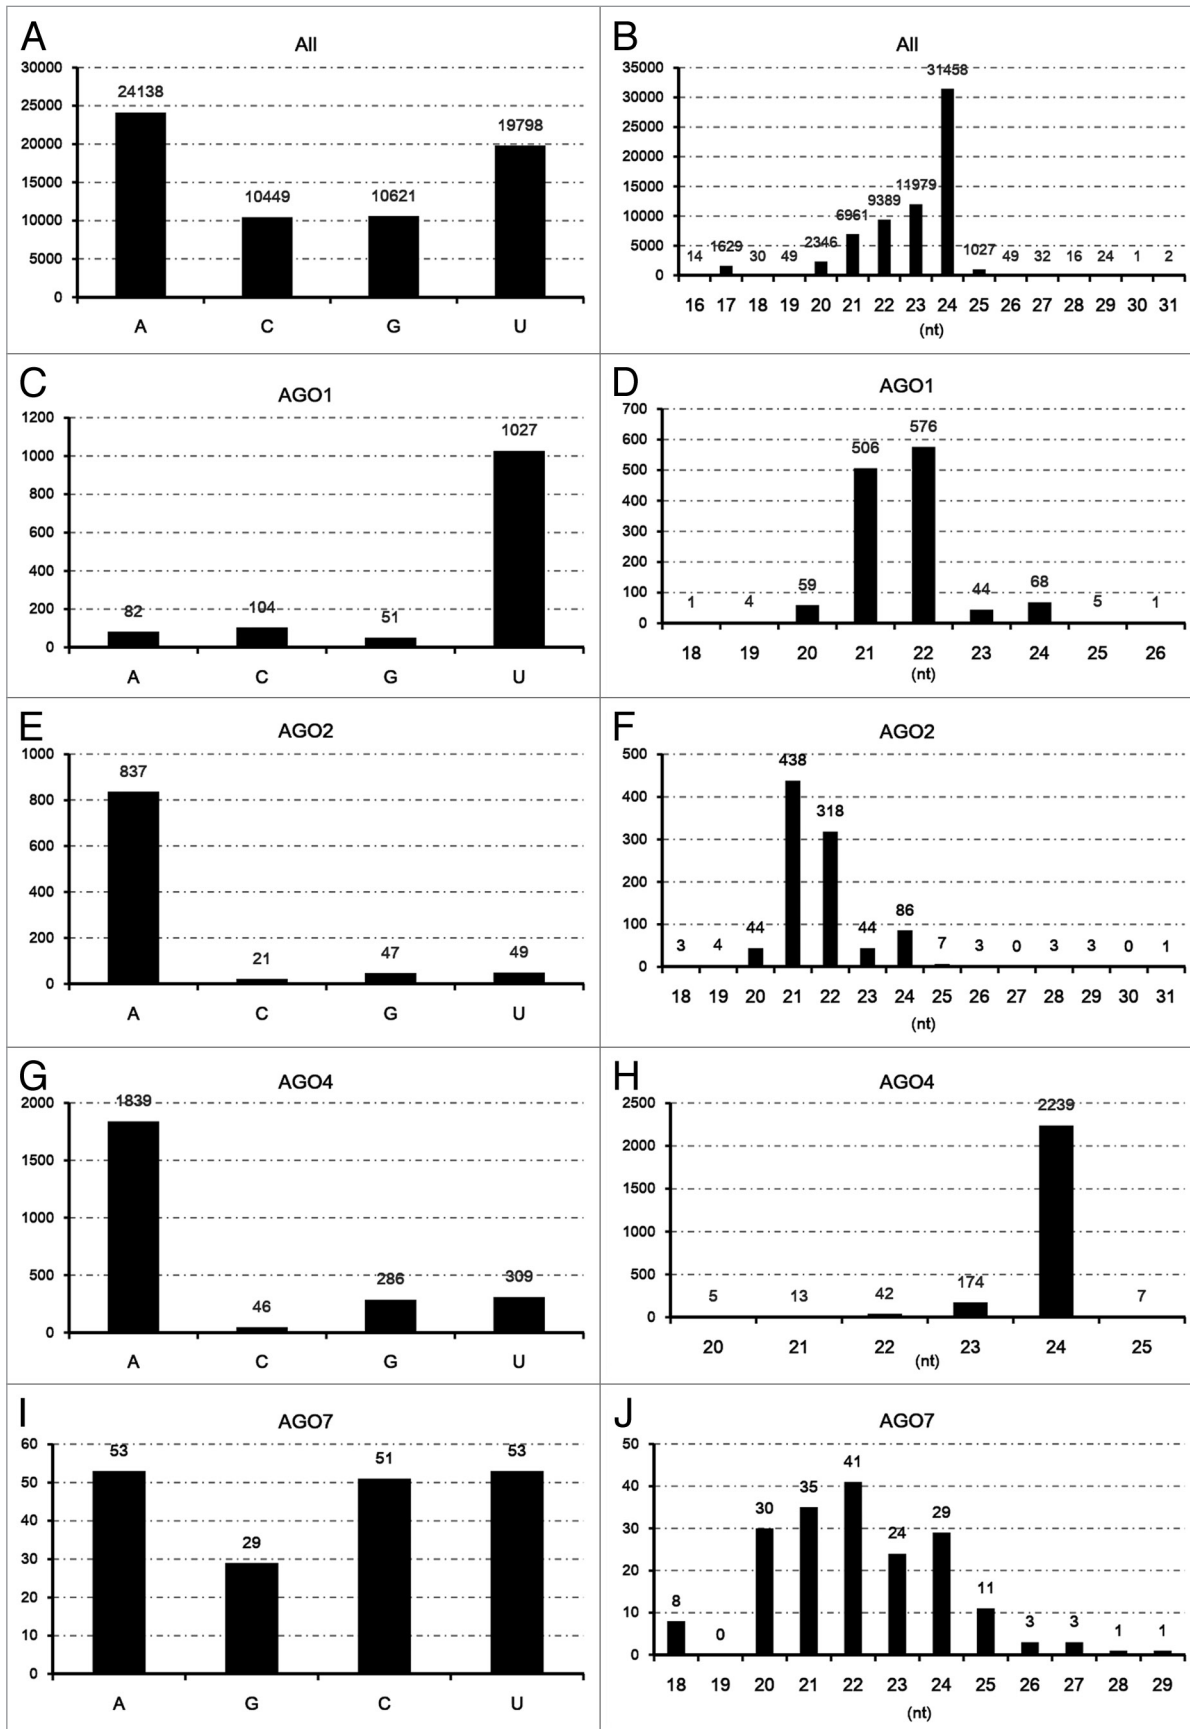 A
All
30000
25000
20000
15000
10000
5000
0
24138
10449
10621
19798
A C G U
B
All
35000
30000
25000
20000
15000
10000
5000
0
14 1629 30 49 2346 6961 9389 11979 31458 1027 49 32 16 24 1 2
16 17 18 19 20 21 22 23 24 25 26 27 28 29 30 31
(nt)
C
AGO1
1200
1000
800
600
400
200
0
82 104 51 1027
A C G U
D
AGO1
700
600
500
400
300
200
100
0
1 4 59 506 576 44 68 5 1
18 19 20 21 22 23 24 25 26
(nt)
E
AGO2
1000
800
600
400
200
0
837 21 47 49
A C G U
F
AGO2
500
400
300
200
100
0
3 4 44 438 318 44 86 7 3 0 3 3 0 1
18 19 20 21 22 23 24 25 26 27 28 29 30 31
(nt)
G
AGO4
2000
1500
1000
500
0
1839 46 286 309
A C G U
H
AGO4
2500
2000
1500
1000
500
0
5 13 42 174 2239 7
20 21 22 23 24 25
(nt)
I
AGO7
60
50
40
30
20
10
0
53 29 51 53
A G C U
J
AGO7
50
40
30
20
10
0
8 0 30 35 41 24 29 11 3 3 1 1
18 19 20 21 22 23 24 25 26 27 28 29
(nt)